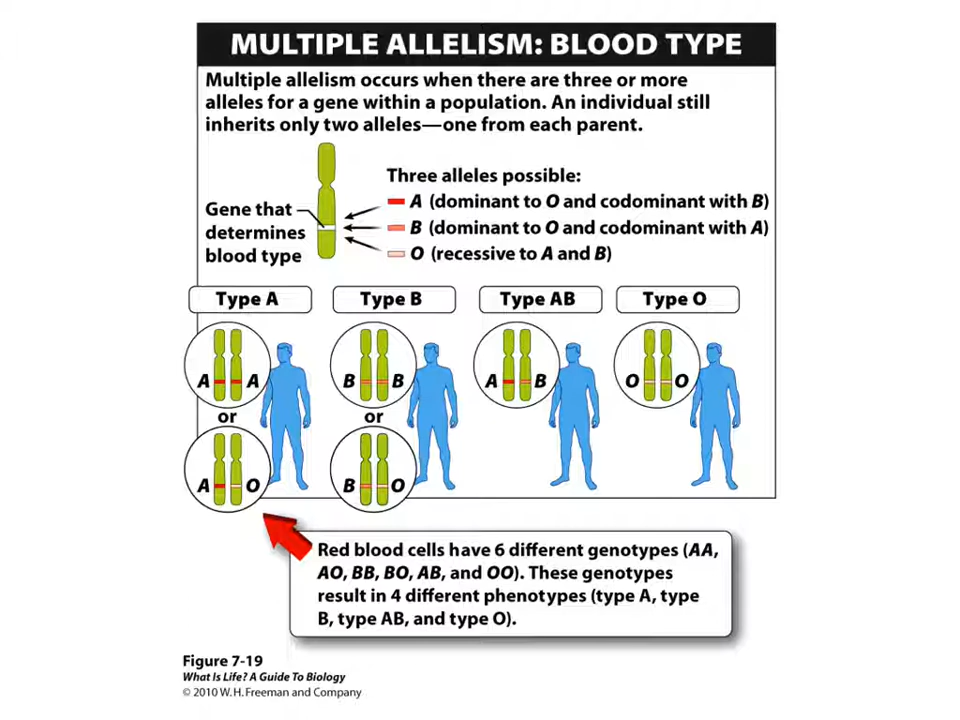 MULTIPLE ALLELISM: BLOOD TYPE
Multiple allelism occurs when there are three or more
alleles for a gene within a population. An individual still
inherits only two alleles—one from each parent.
Three alleles possible:
A (dominant to O and codominant with B)
B (dominant to O and codominant with A)
O (recessive to A and B)
Gene that
determines
blood type
Type A
Type B
Type AB
Type O
A A
B B
A B
O O
or
or
A O
B O
Red blood cells have 6 different genotypes (AA,
AO, BB, BO, AB, and OO). These genotypes
result in 4 different phenotypes (type A, type
B, type AB, and type O).
Figure 7-19
What Is Life? A Guide To Biology
© 2010 W. H. Freeman and Company